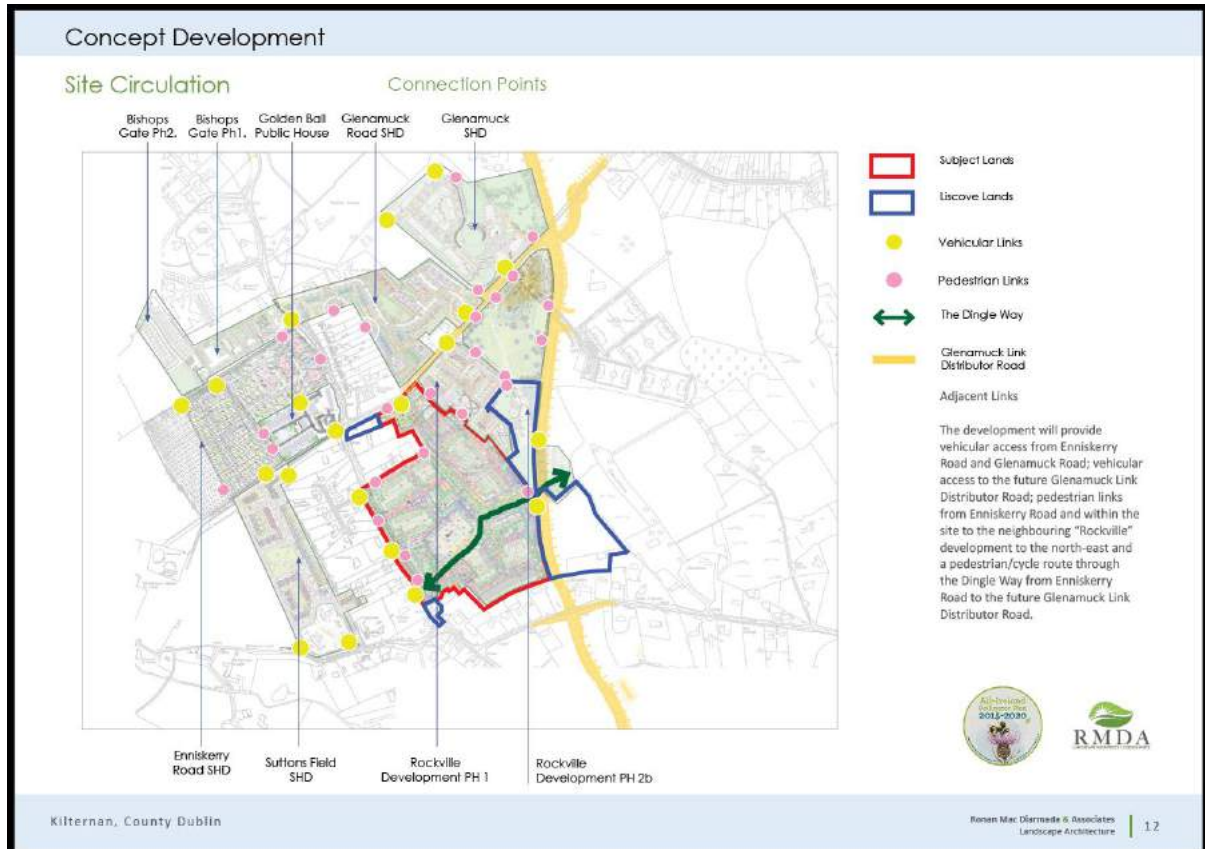 Concept Development
Site Circulation
Connection Points
Bishops
Gate Ph2.
Bishops
Gate Ph1.
Golden Ball
Public House
Glenamuck
Road SHD
Glenamuck
SHD
Subject Lands
Liscove Lands
Vehicular Links
Pedestrian Links
The Dingle Way
Glenamuck Link
Distributor Road
Adjacent Links
The development will provide
vehicular access from Enniskerry
Road and Glenamuck Road; vehicular
access to the future Glenamuck Link
Distributor Road; pedestrian links
from Enniskerry Road and within the
site to the neighbouring "Rockville"
development to the north-east and
a pedestrian/cycle route through
the Dingle Way from Enniskerry
Road to the future Glenamuck Link
Distributor Road.
All-Ireland
Pollinator Plan
2015-2020
RMDA
Enniskerry
Road SHD
Suttons Field
SHD
Rockville
Development PH 1
Rockville
Development PH 2b
Kilternan, County Dublin
Ronan Mac Diarmada & Associates
Landscape Architecture
12